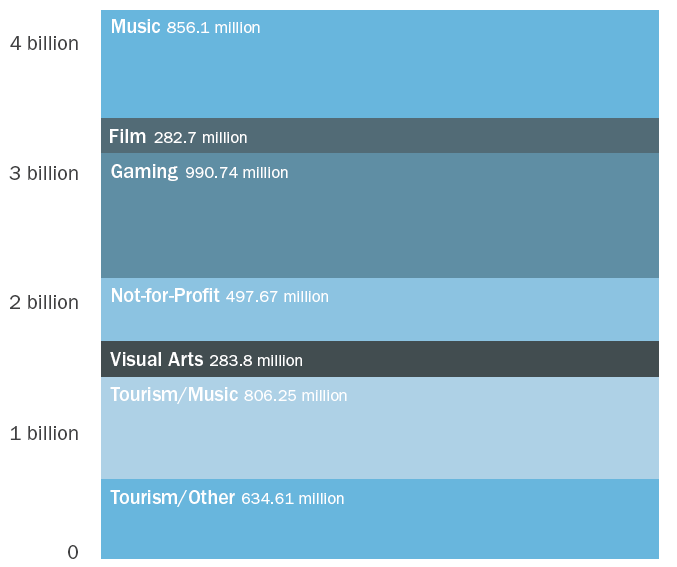 Music 856.1 million
4 billion
Film 282.7 million
Gaming 990.74 million
3 billion
Not-for-Profit 497.67 million
2 billion
Visual Arts 283.8 million
Tourism/Music 806.25 million
1 billion
Tourism/Other 634.61 million
0